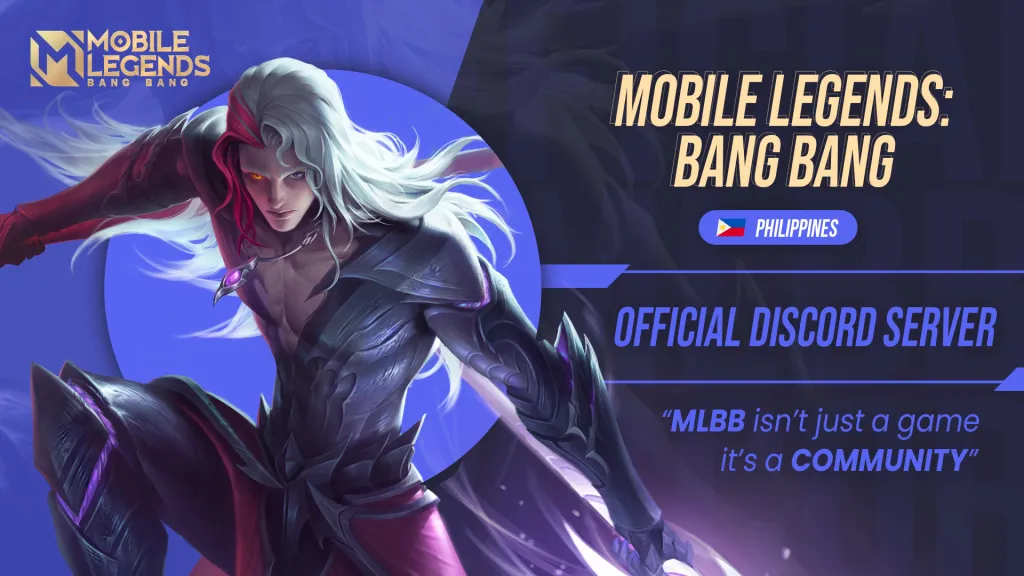 MOBILE
LEGENDS
BANG BANG
MOBILE LEGENDS:
BANG BANG
PHILIPPINES
OFFICIAL DISCORD SERVER
“MLBB isn’t just a game
it’s a COMMUNITY”